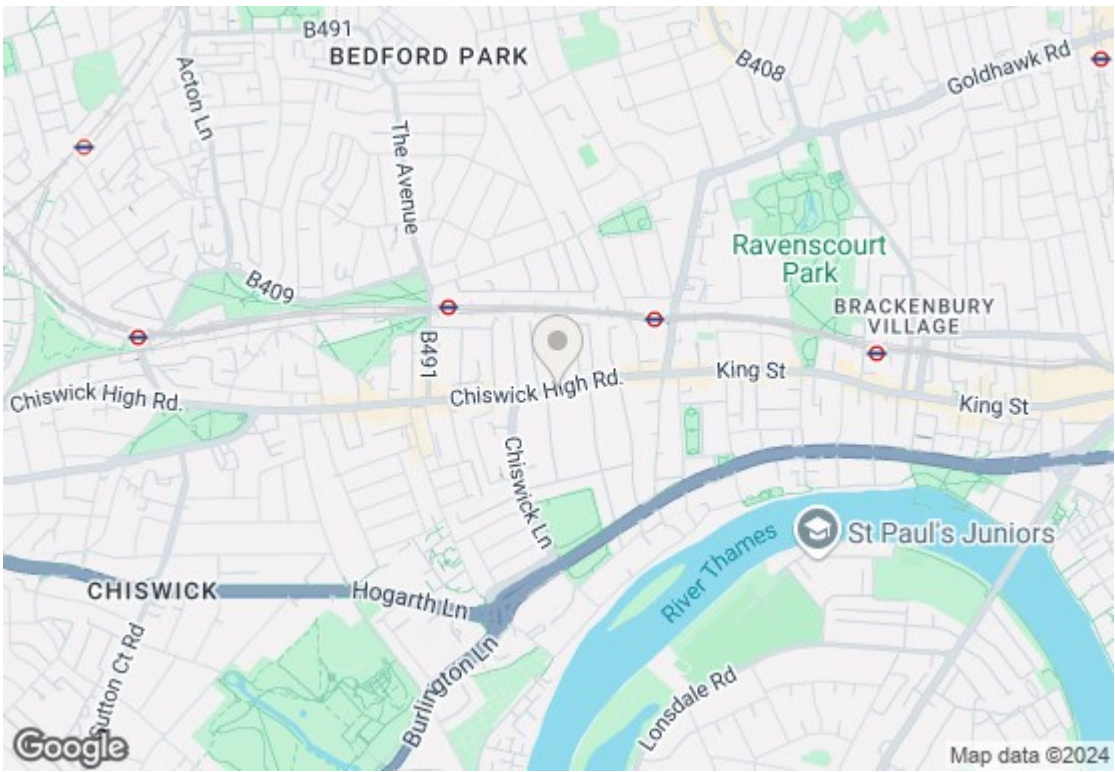 B491
BEDFORD PARK
B408
Goldhawk Rd
Acton Ln
The Avenue
Ravenscourt
Park
B409
BRACKENBURY
VILLAGE
B491
Chiswick High Rd.
King St
Chiswick High Rd.
King St
Chiswick Ln
River Thames
St Paul's Juniors
CHISWICK
Hogarth Ln
Sutton Ct Rd
Burlington Ln
Lonsdale Rd
Google
Map data ©2024